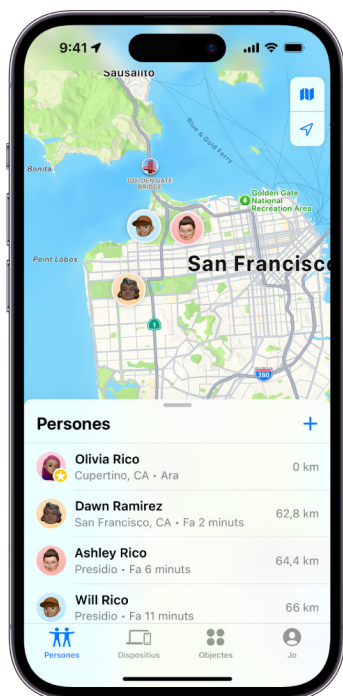 9:41
Sausalito
Blue & Gold Ferry
Bonita
GOLDEN GATE
BRIDGE
Golden Gate
National
Recreation Area
Point Lobos
San Francisco
1
280
Persones
Olivia Rico
Cupertino, CA • Ara
0 km
Dawn Ramirez
San Francisco, CA • Fa 2 minuts
62,8 km
Ashley Rico
Presidio • Fa 6 minuts
64,4 km
Will Rico
Presidio • Fa 11 minuts
66 km
Persones
Dispositius
Objectes
Jo